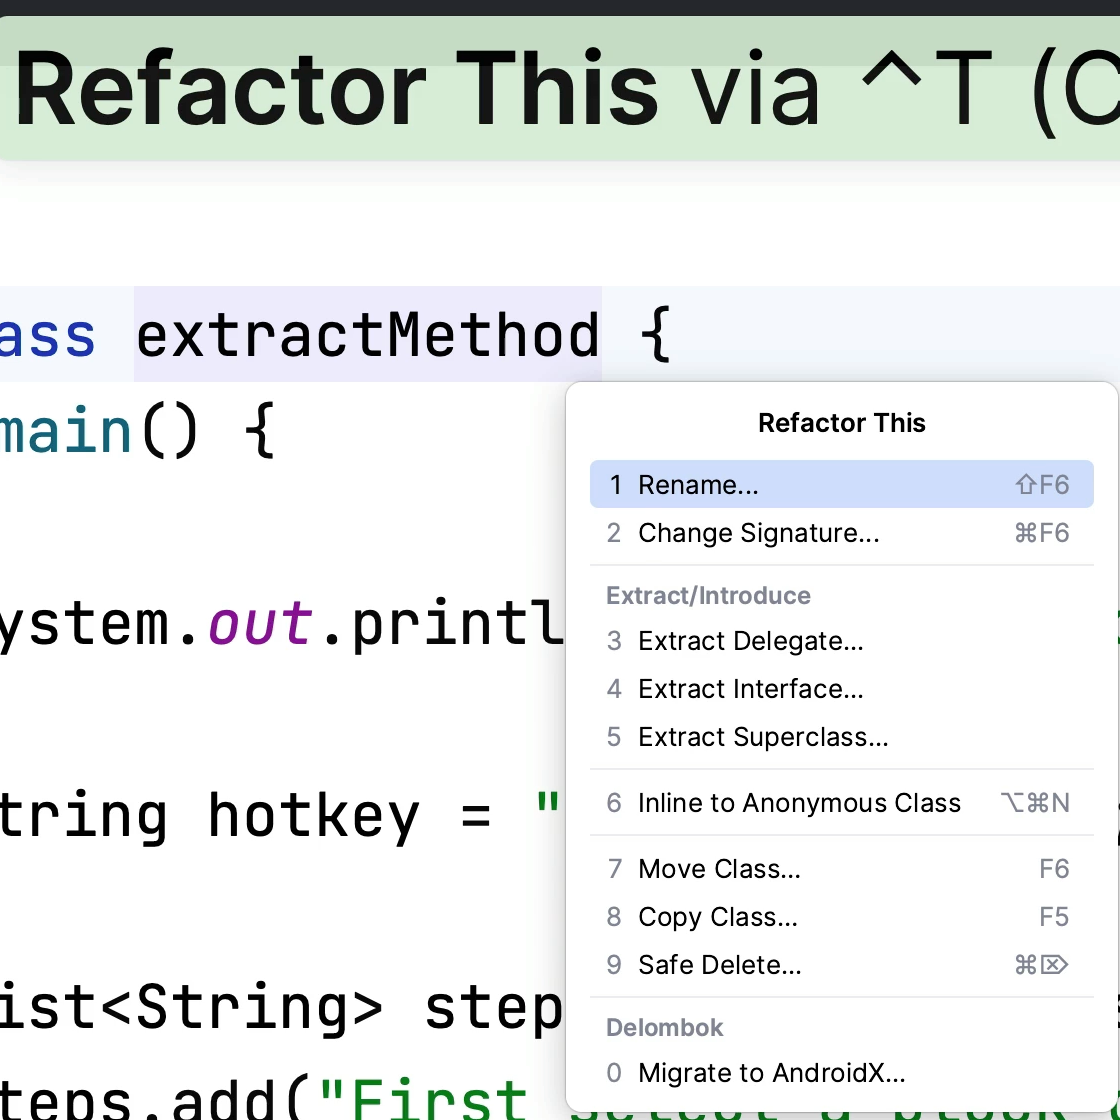 Refactor This via ^T (C
ass extractMethod {
main() {
Refactor This
1 Rename... ⇧F6
2 Change Signature... ⌘F6
Extract/Introduce
ystem.out.printl
3 Extract Delegate...
4 Extract Interface...
5 Extract Superclass...
6 Inline to Anonymous Class ⌥⌘N
tring hotkey = "
7 Move Class... F6
8 Copy Class... F5
9 Safe Delete... ⌘⌦
ist<String> step
Delombok
0 Migrate to AndroidX...
teps.add("First